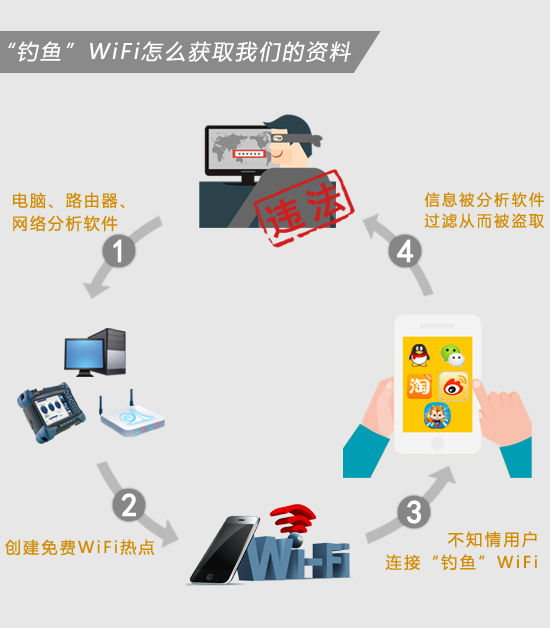 “钓鱼”WiFi怎么获取我们的资料
违法
电脑、路由器、
网络分析软件
1
信息被分析软件
过滤从而被盗取
4
淘
2
创建免费WiFi热点
Wi-Fi
3
不知情用户
连接“钓鱼”WiFi